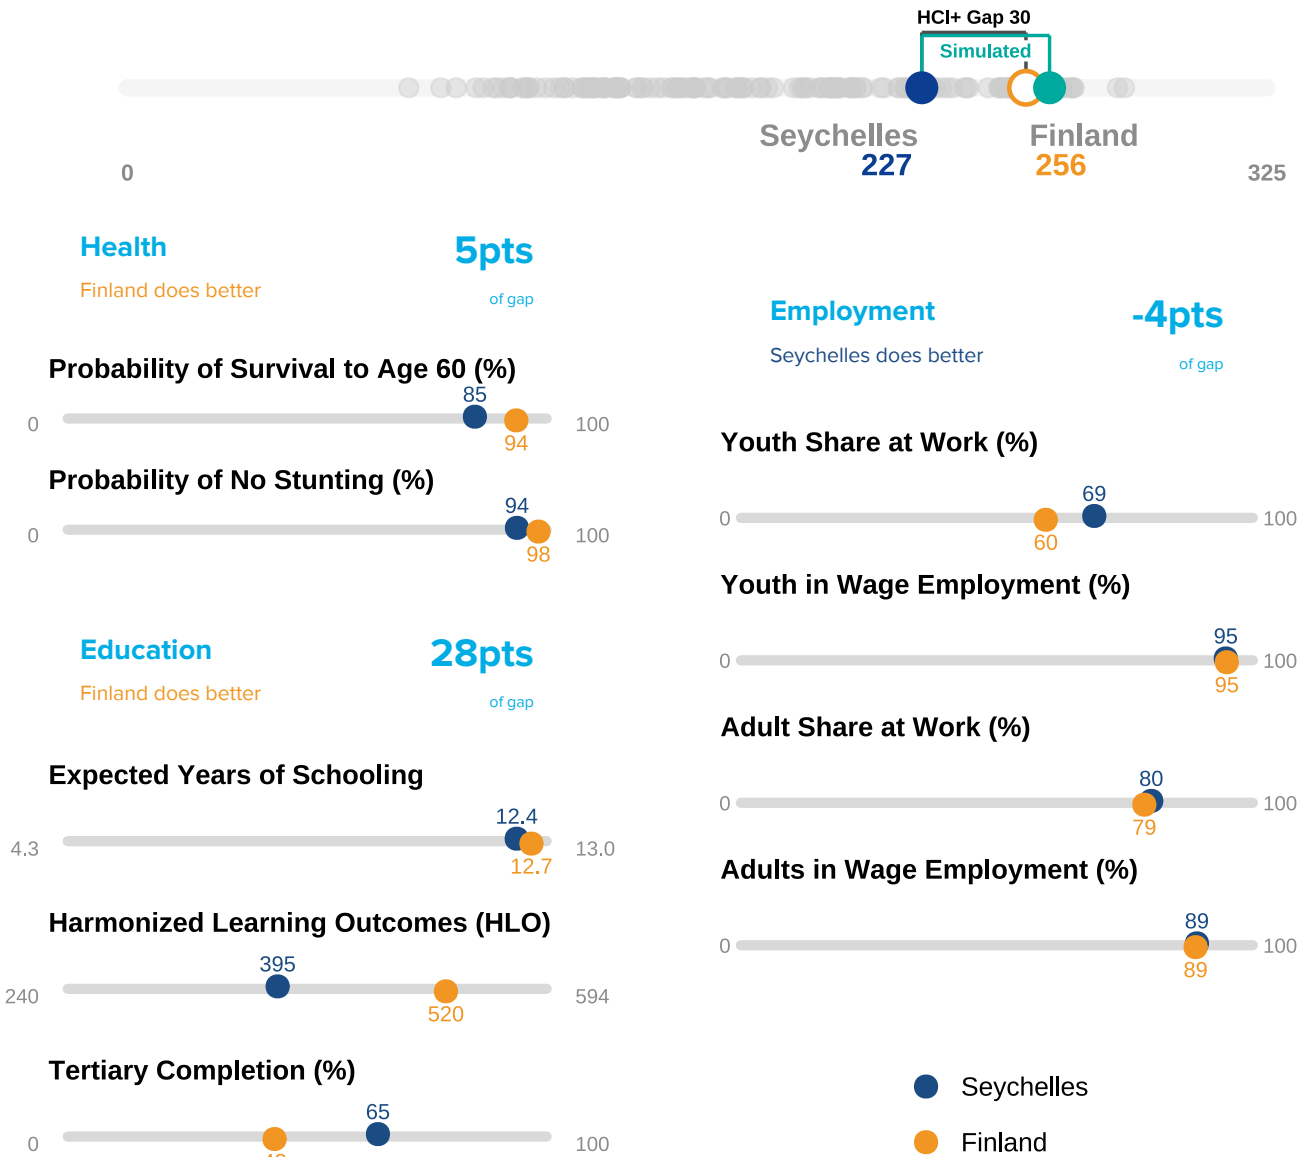 HCI+ Gap 30
Simulated
Seychelles
227
Finland
256
0
325
Health
5pts
Finland does better
of gap
Probability of Survival to Age 60 (%)
85
0
100
94
Probability of No Stunting (%)
94
0
100
98
Education
28pts
Finland does better
of gap
Expected Years of Schooling
12.4
4.3
13.0
12.7
Harmonized Learning Outcomes (HLO)
395
240
594
520
Tertiary Completion (%)
65
0
100
Employment
-4pts
Seychelles does better
of gap
Youth Share at Work (%)
69
0
100
60
Youth in Wage Employment (%)
95
0
100
95
Adult Share at Work (%)
80
0
100
79
Adults in Wage Employment (%)
89
0
100
89
Seychelles
Finland